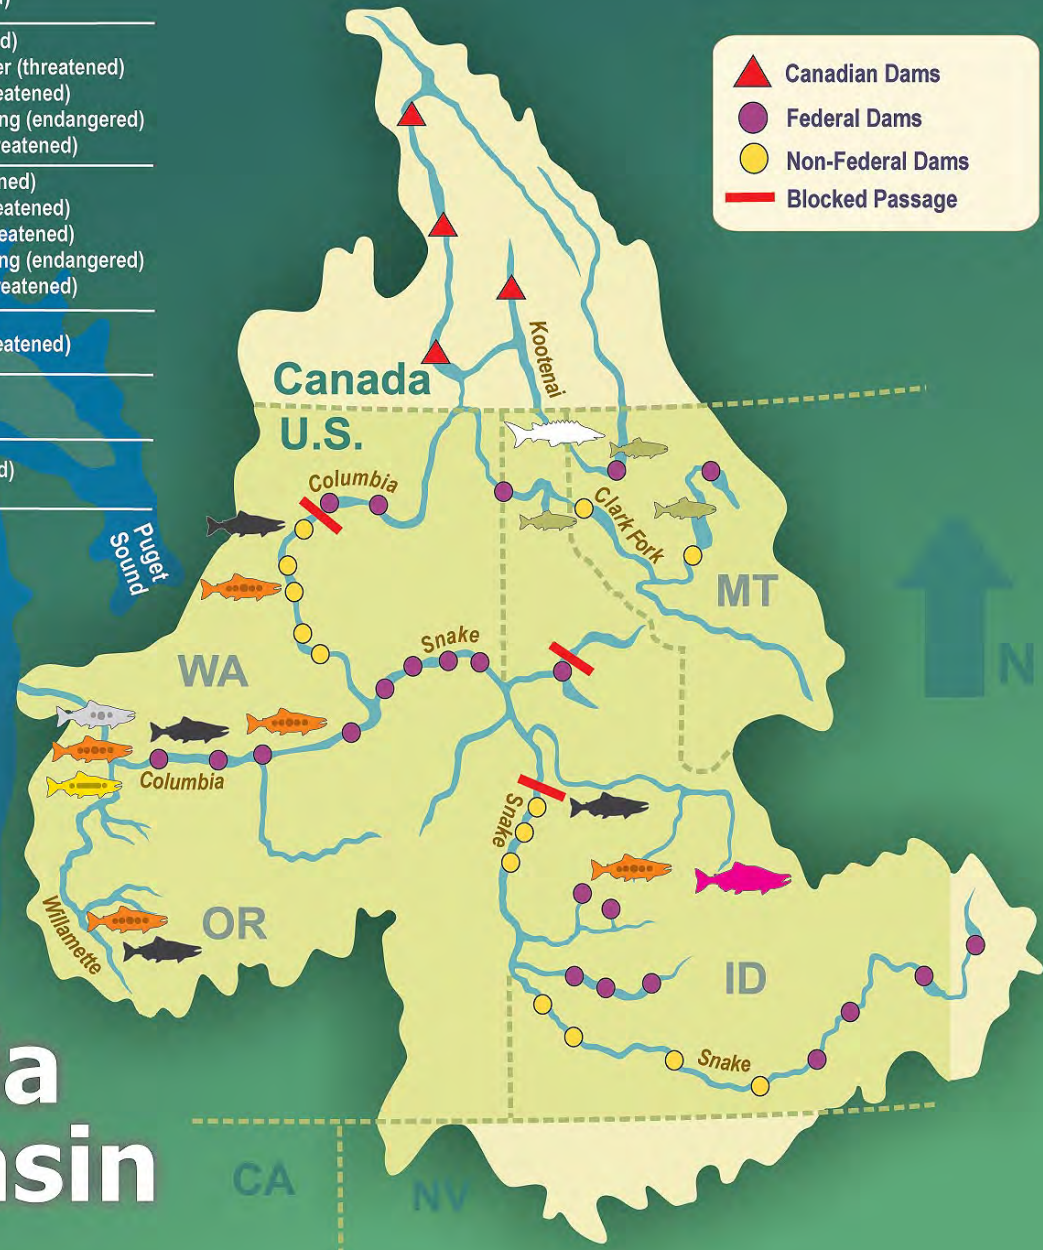 d)
er (threatened)
eatened)
ng (endangered)
reatened)
ned)
eatened)
eatened)
ng (endangered)
reatened)
eatened)
d)
Canadian Dams
Federal Dams
Non-Federal Dams
Blocked Passage
Kootenai
Canada
U.S.
Columbia
Clark Fork
Puget
Sound
MT
Snake
WA
N
Columbia
Snake
Willamette
OR
ID
Snake
a
sin
CA
NV